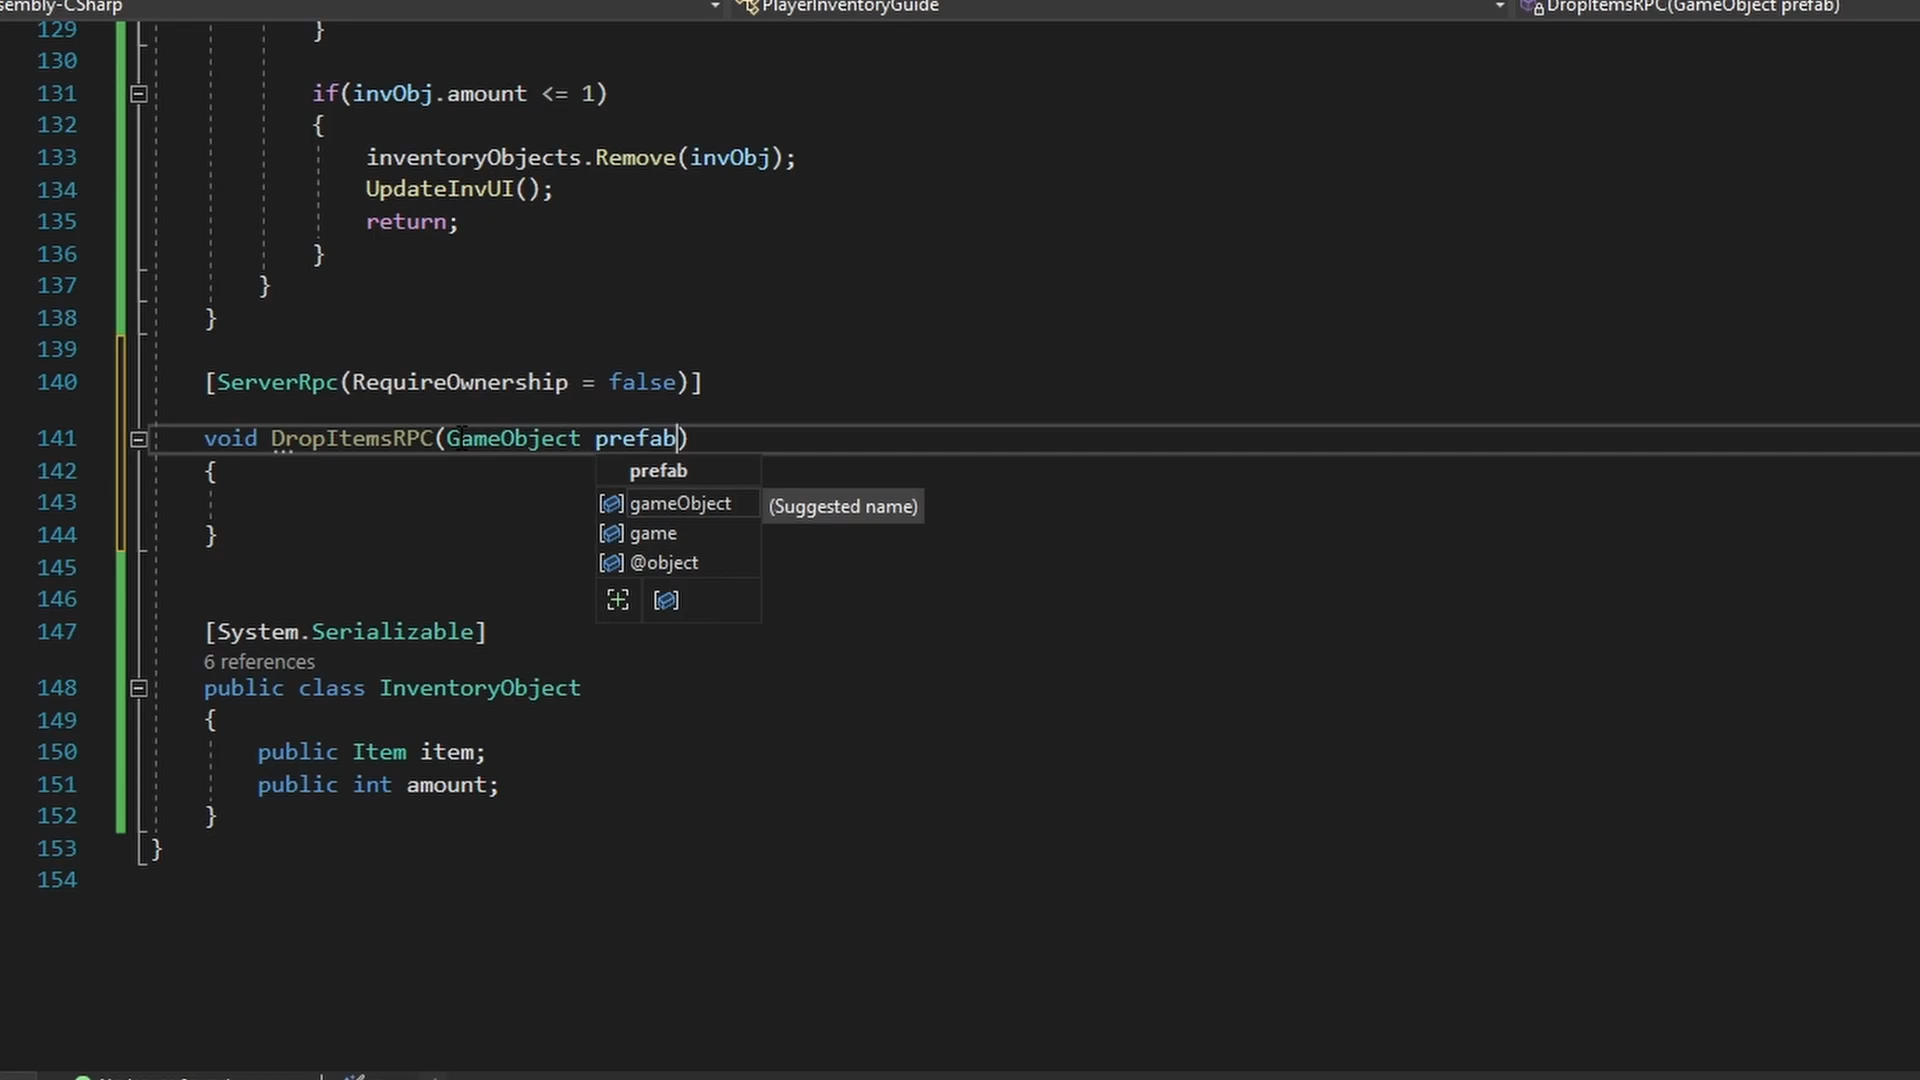 sembly-CSharp PlayerInventoryGuide DropItemsRPC(GameObject prefab)
129 }
130
131 if(invObj.amount <= 1)
132 {
133 inventoryObjects.Remove(invObj);
134 UpdateInvUI();
135 return;
136 }
137 }
138 }
139
140 [ServerRpc(RequireOwnership = false)]
141 void DropItemsRPC(GameObject prefab)
142 {
prefab
143
gameObject (Suggested name)
144 }
game
@object
145
146
147 [System.Serializable]
6 references
148 public class InventoryObject
149 {
150 public Item item;
151 public int amount;
152 }
153 }
154